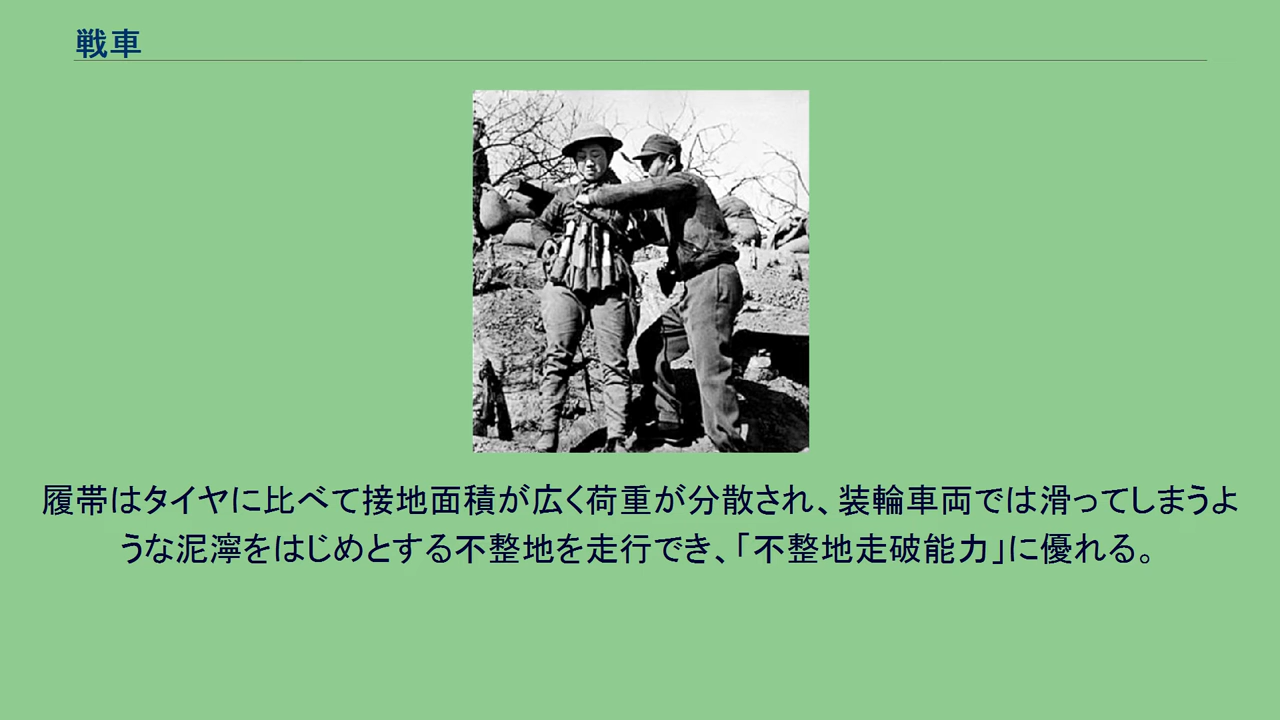 戦車
履帯はタイヤに比べて接地面積が広く荷重が分散され、装輪車両では滑ってしまうよ
うな泥濘をはじめとする不整地を走行でき、「不整地走破能力」に優れる。